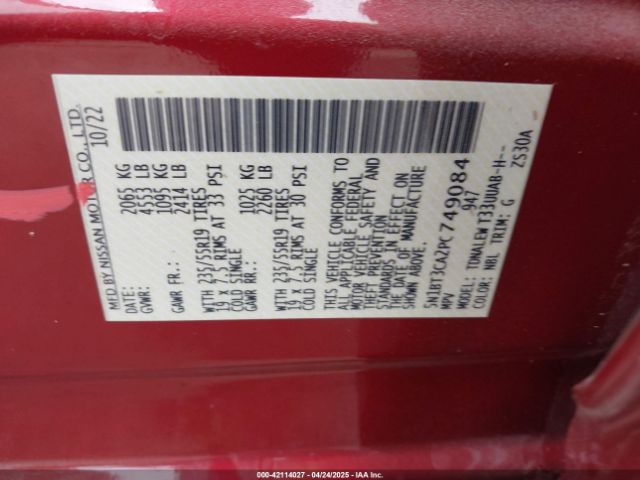 MFD BY NISSAN MOTOR CO., LTD.
DATE: 10/22
GVWR: 2065 KG
4553 LB
GAWR FR: 1095 KG
2414 LB
WITH 235/55R19 TIRES
19 X 7.5 RIMS AT 33 PSI
COLD SINGLE
GAWR RR: 1025 KG
2260 LB
WITH 235/55R19 TIRES
19 X 7.5 RIMS AT 30 PSI
COLD SINGLE
THIS VEHICLE CONFORMS TO
ALL APPLICABLE FEDERAL
MOTOR VEHICLE SAFETY AND
THEFT PREVENTION
STANDARDS IN EFFECT ON
THE DATE OF MANUFACTURE
SHOWN ABOVE.
5N1BT3CA2PC749084
MPV 947
MODEL: TDNALEW T33UUAB-H--
COLOR: NBL TRIM: G
ZS30A
000-42114027 - 04/24/2025 - IAAI.com